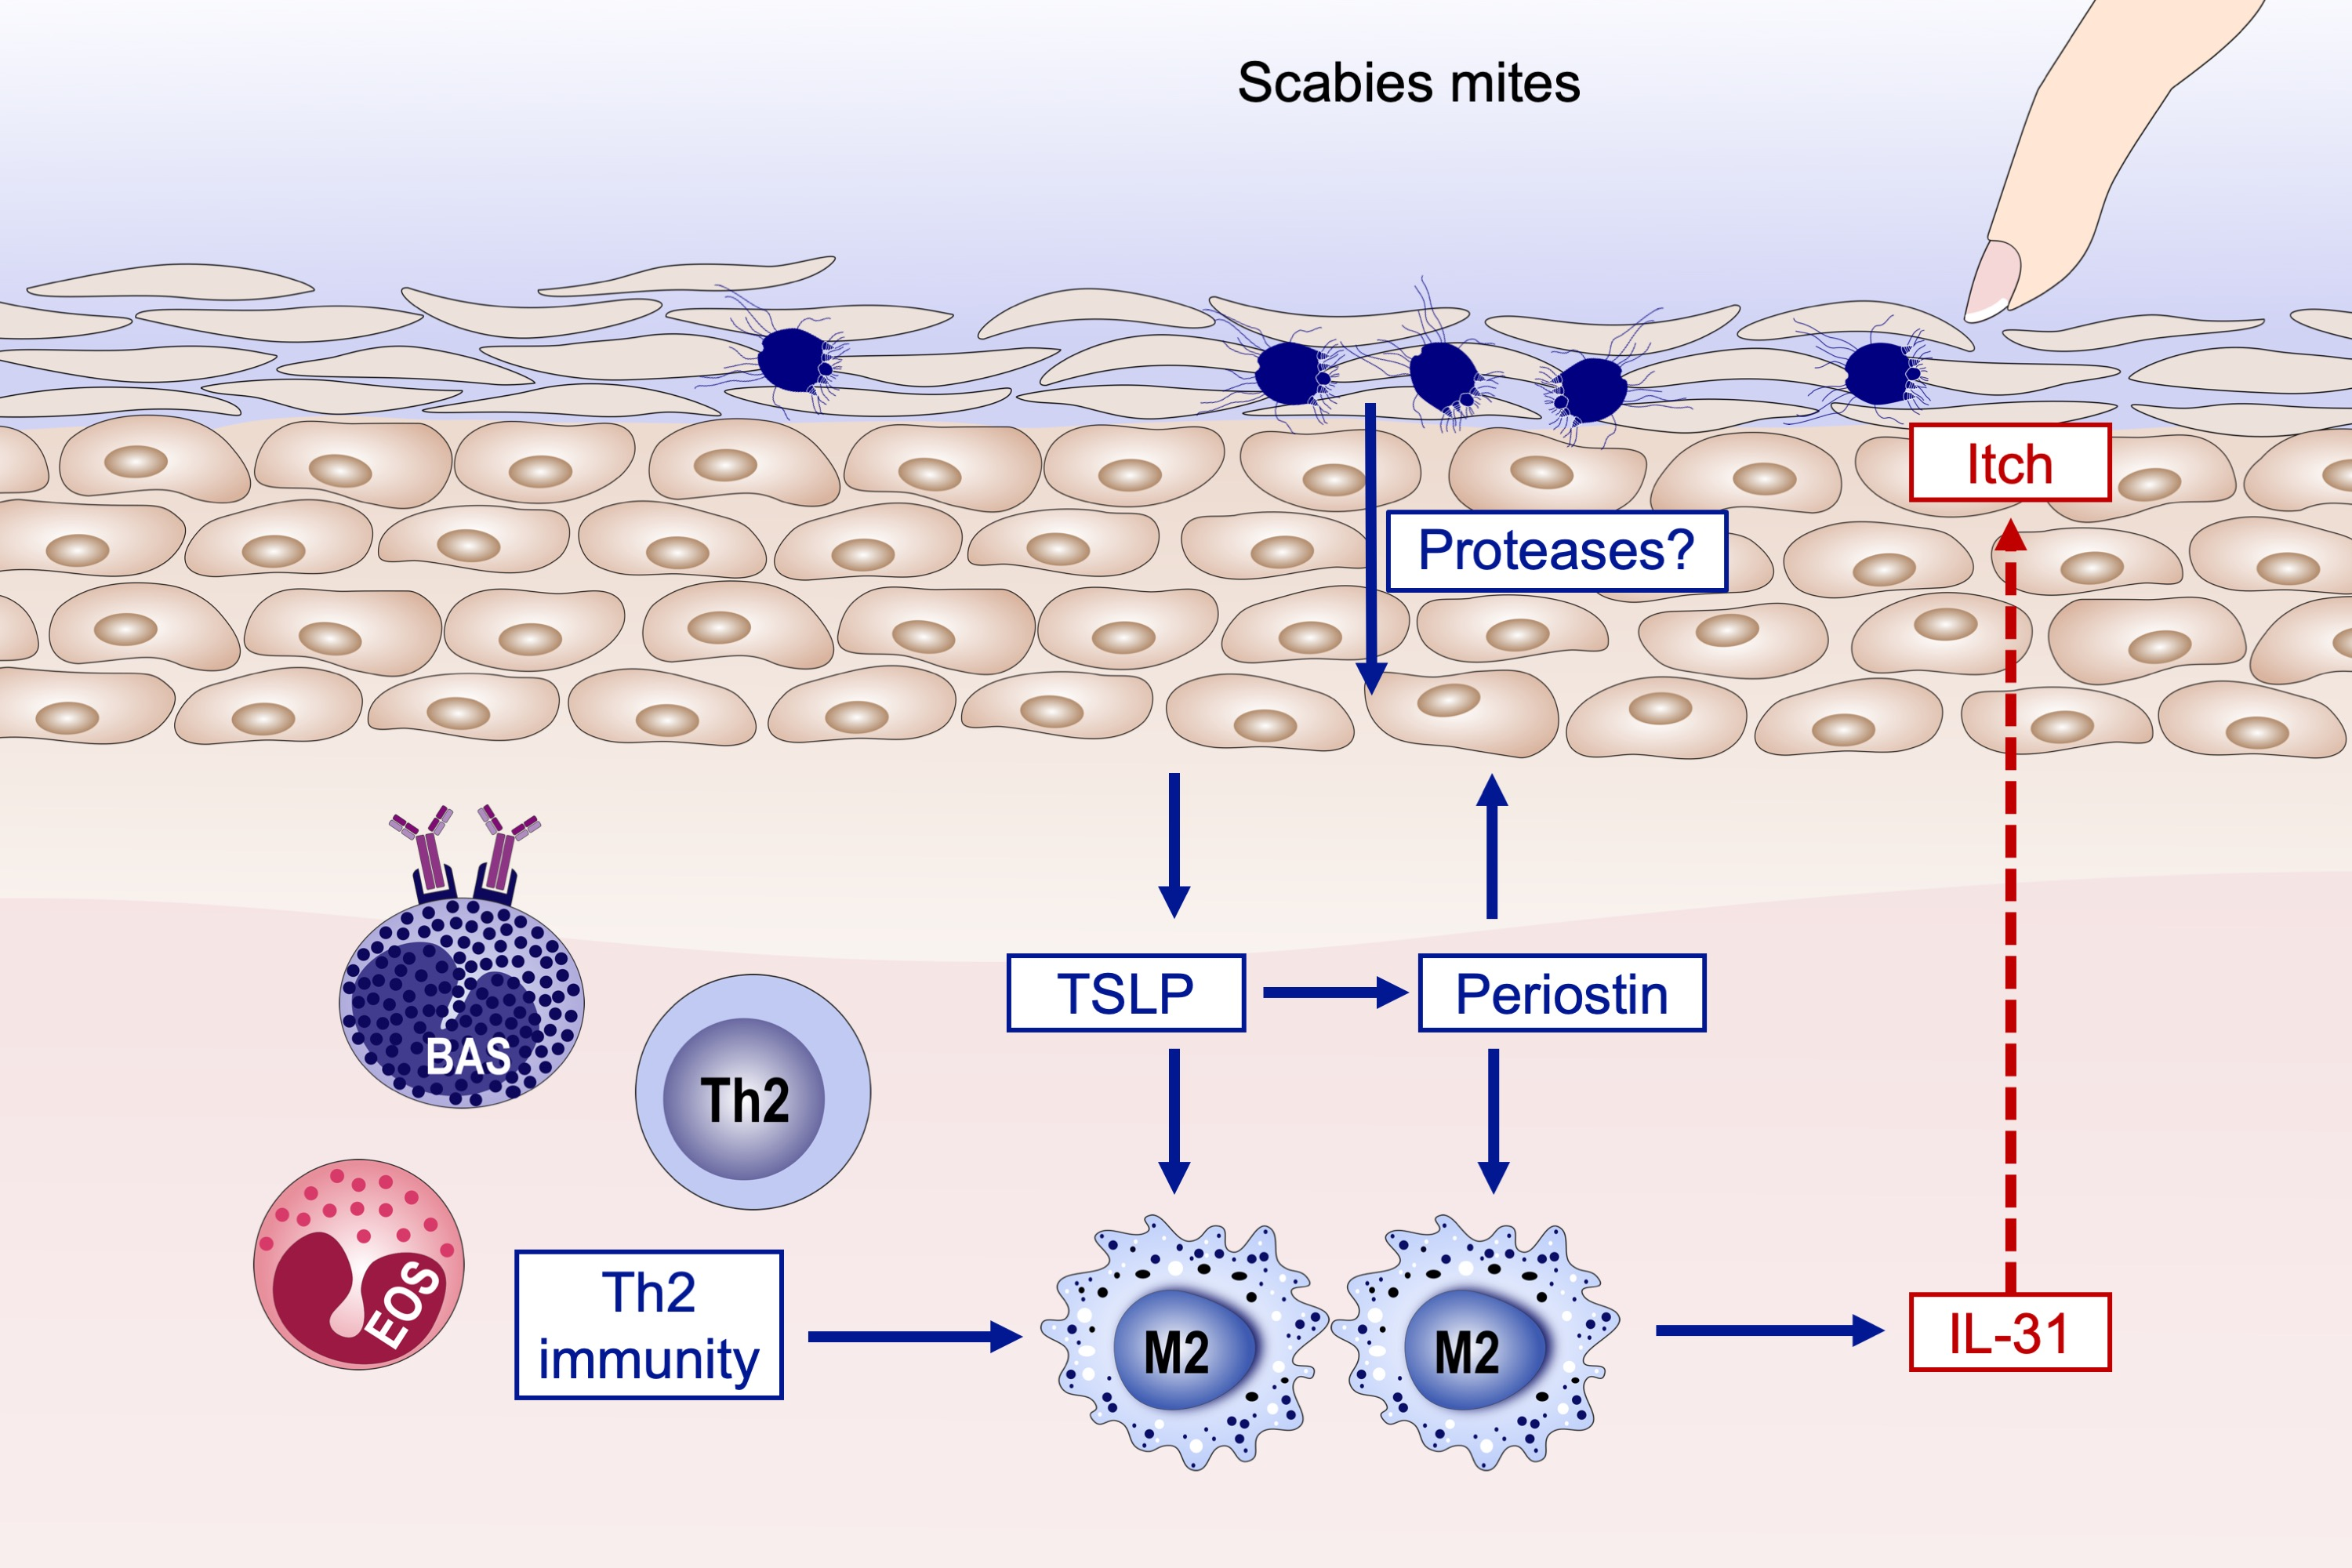 Scabies mites
Itch
Proteases?
TSLP
Periostin
BAS
Th2
EOS
Th2
immunity
M2
M2
IL-31